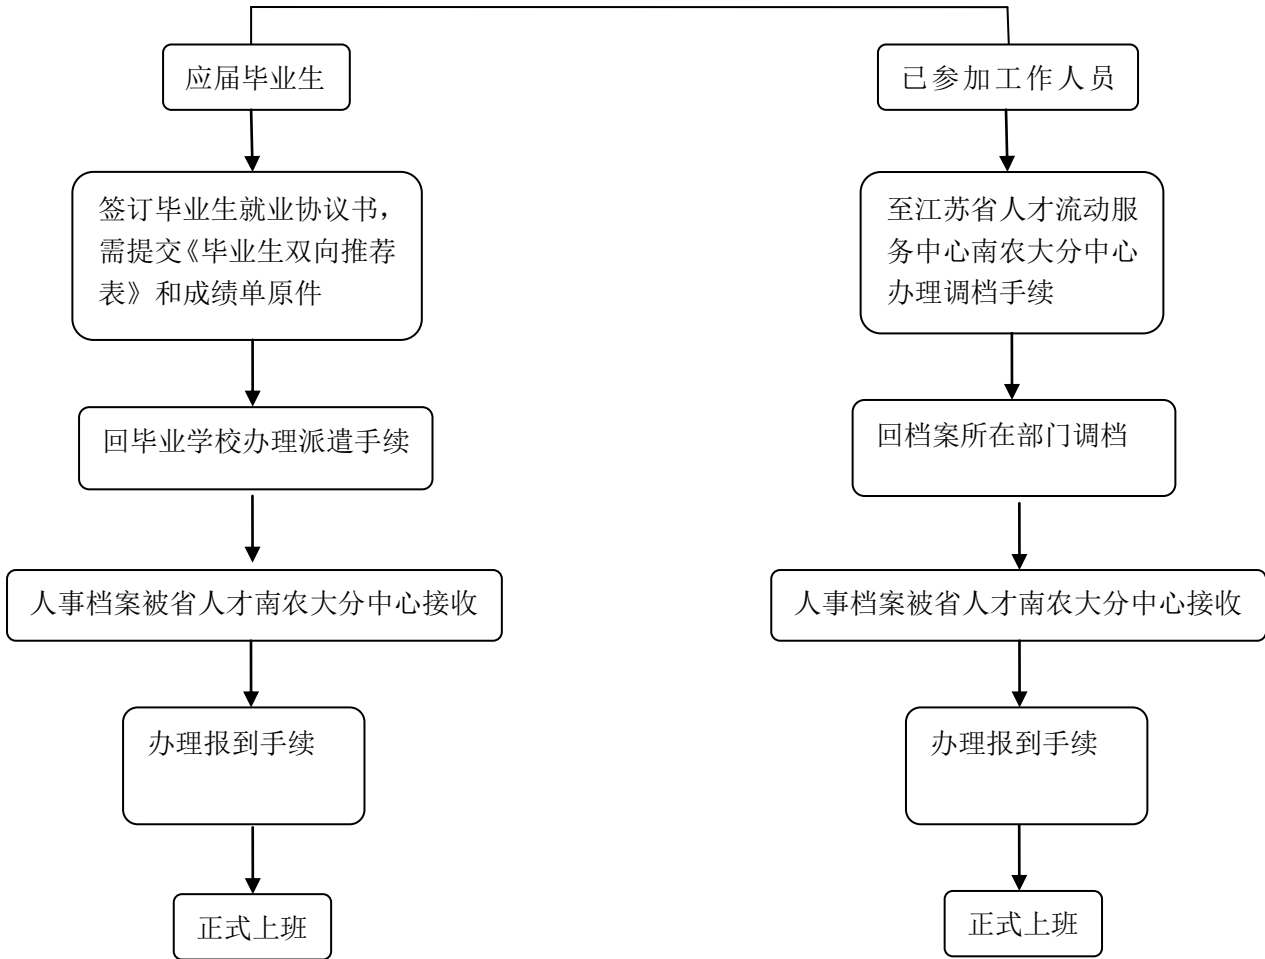 应届毕业生
签订毕业生就业协议书，
需提交《毕业生双向推荐
表》和成绩单原件
回毕业学校办理派遣手续
人事档案被省人才南农大分中心接收
办理报到手续
正式上班
已参加工作人员
至江苏省人才流动服
务中心南农大分中心
办理调档手续
回档案所在部门调档
人事档案被省人才南农大分中心接收
办理报到手续
正式上班